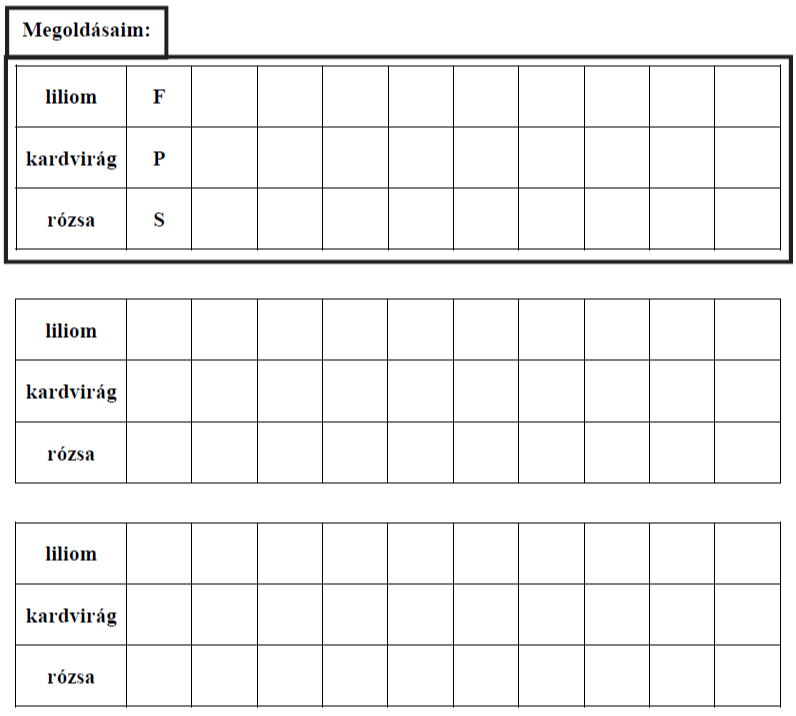 Megoldásaim:
liliom F
kardvirág P
rózsa S
liliom
kardvirág
rózsa
liliom
kardvirág
rózsa